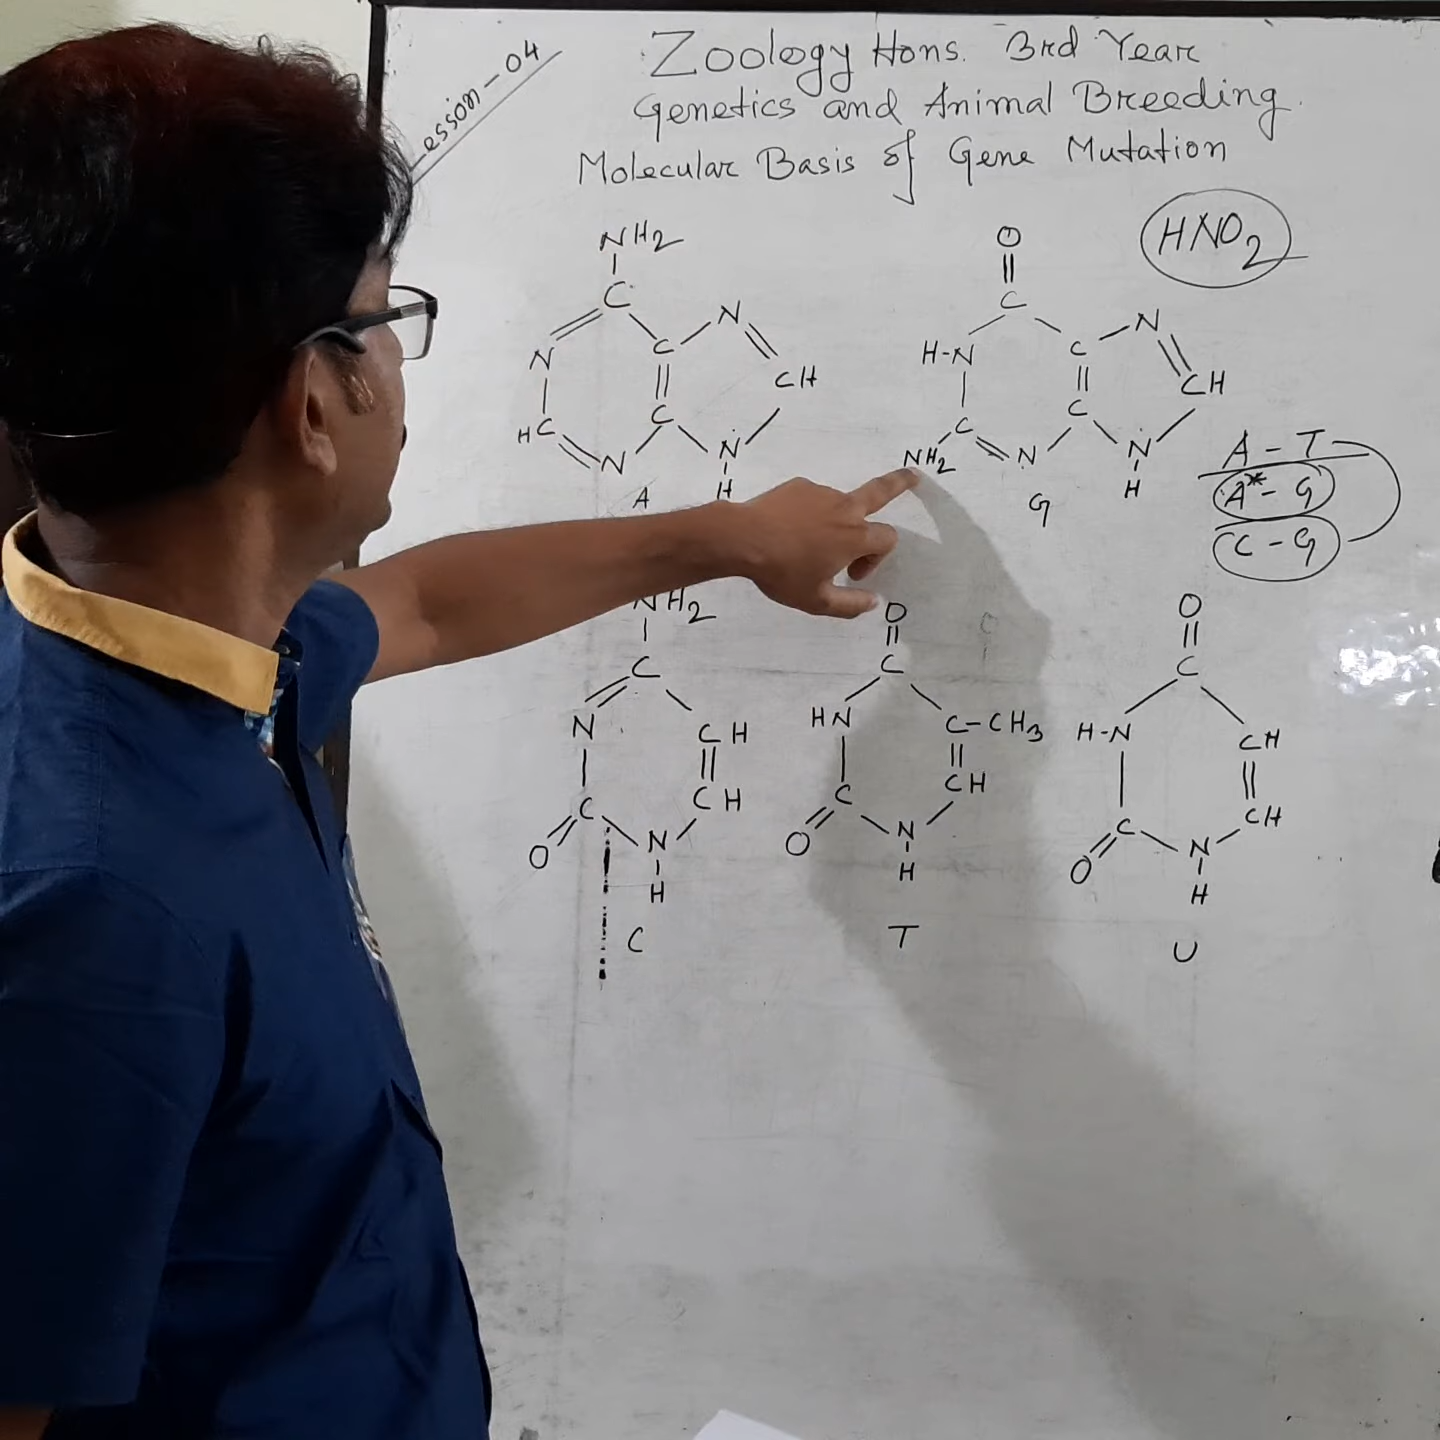 esson-04
Zoology Hons. 3rd Year
Genetics and Animal Breeding.
Molecular Basis of Gene Mutation
HNO2
NH2
C
N
C
N
CH
HC
N
C
N
H
A
O
C
H-N
C
N
CH
C
NH2
N
C
N
H
G
A - T
A* - G
C - G
NH2
C
N
CH
CH
C
O
N
H
C
O
C
HN
C-CH3
CH
C
O
N
H
T
O
C
H-N
CH
CH
C
O
N
H
U